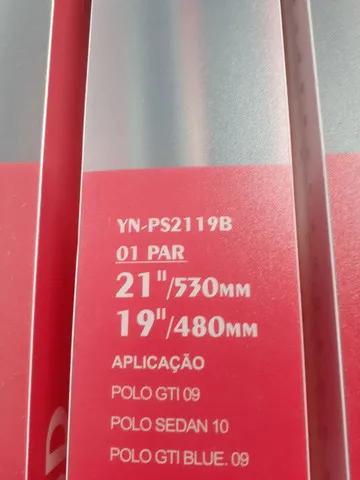 YN-PS2119B
01 PAR
21"/530MM
19"/480MM
APLICAÇÃO
POLO GTI 09
POLO SEDAN 10
POLO GTI BLUE. 09